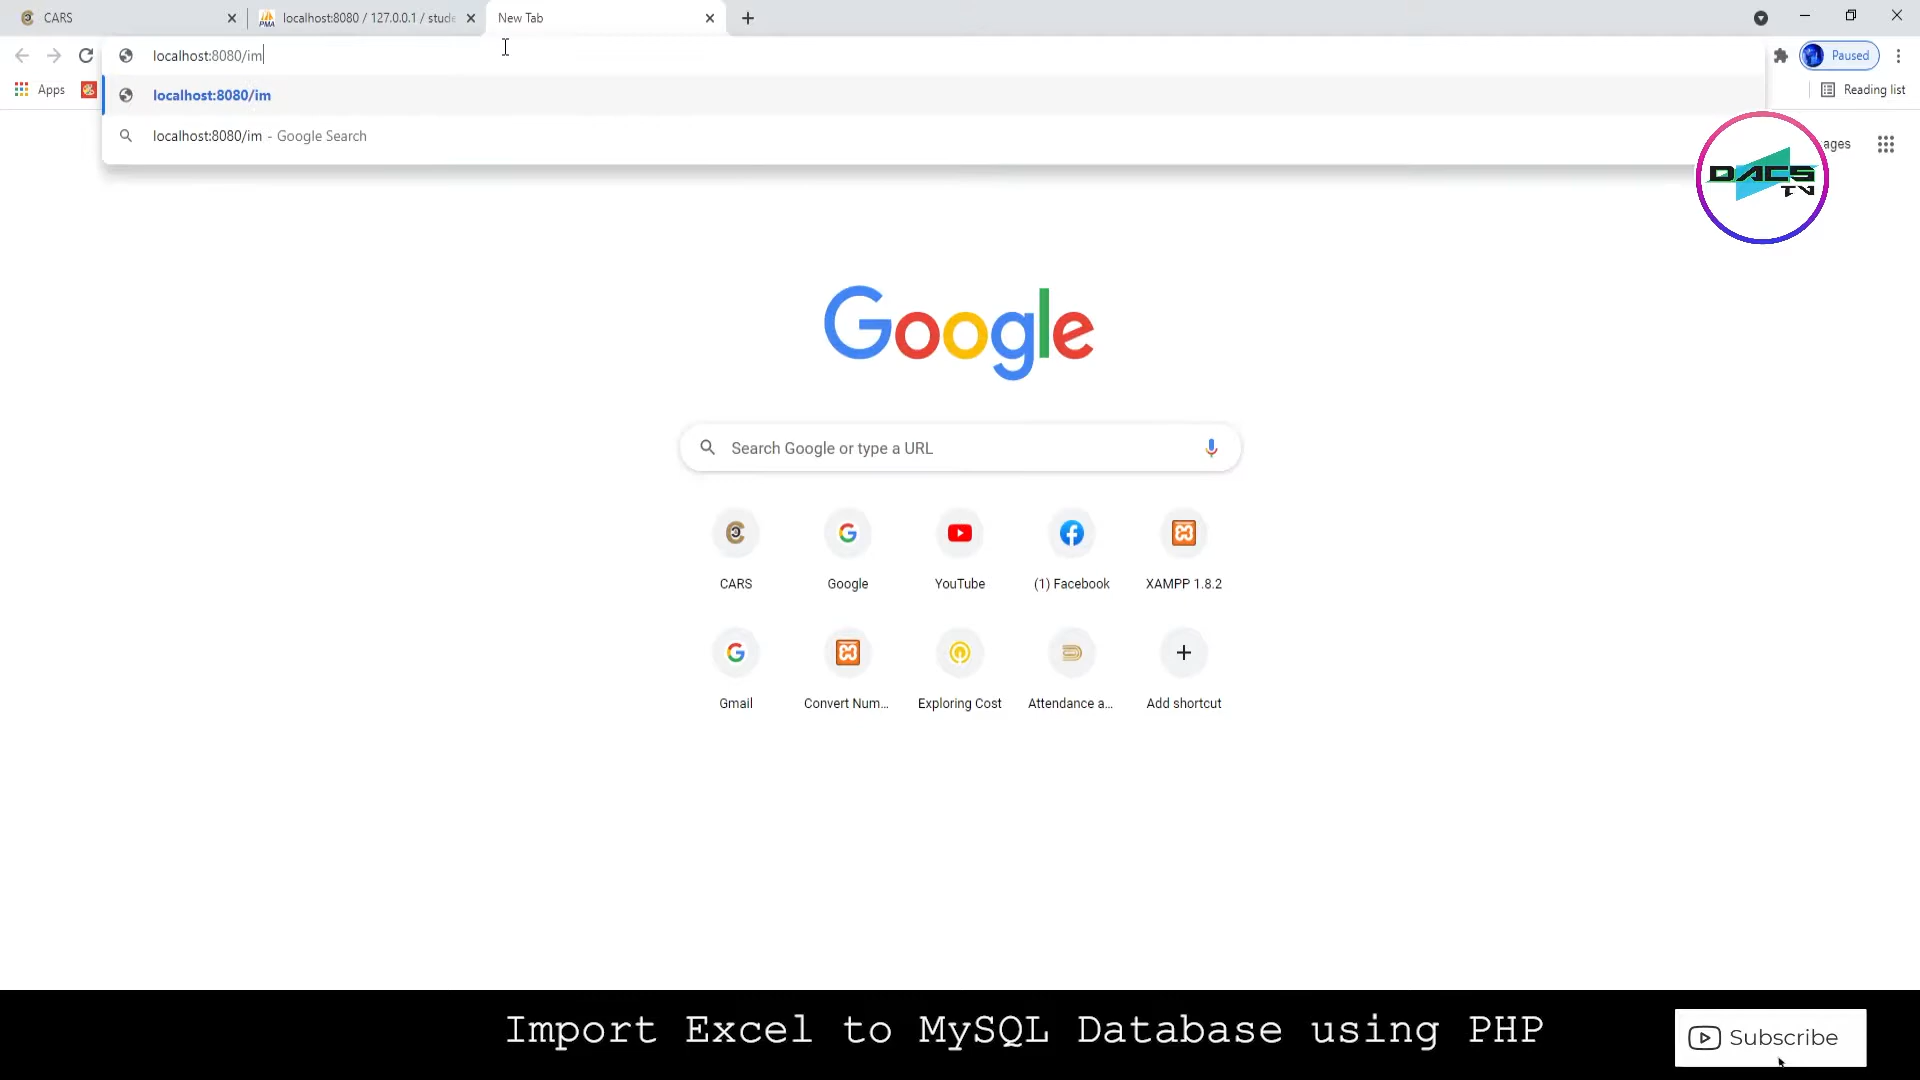 CARS
localhost:8080 / 127.0.0.1 / stude
New Tab
localhost:8080/im
Paused
Apps
localhost:8080/im
Reading list
localhost:8080/im - Google Search
ages
DACS
TV
Google
Search Google or type a URL
CARS
Google
YouTube
(1) Facebook
XAMPP 1.8.2
Gmail
Convert Num...
Exploring Cost
Attendance a...
Add shortcut
Import Excel to MySQL Database using PHP
Subscribe